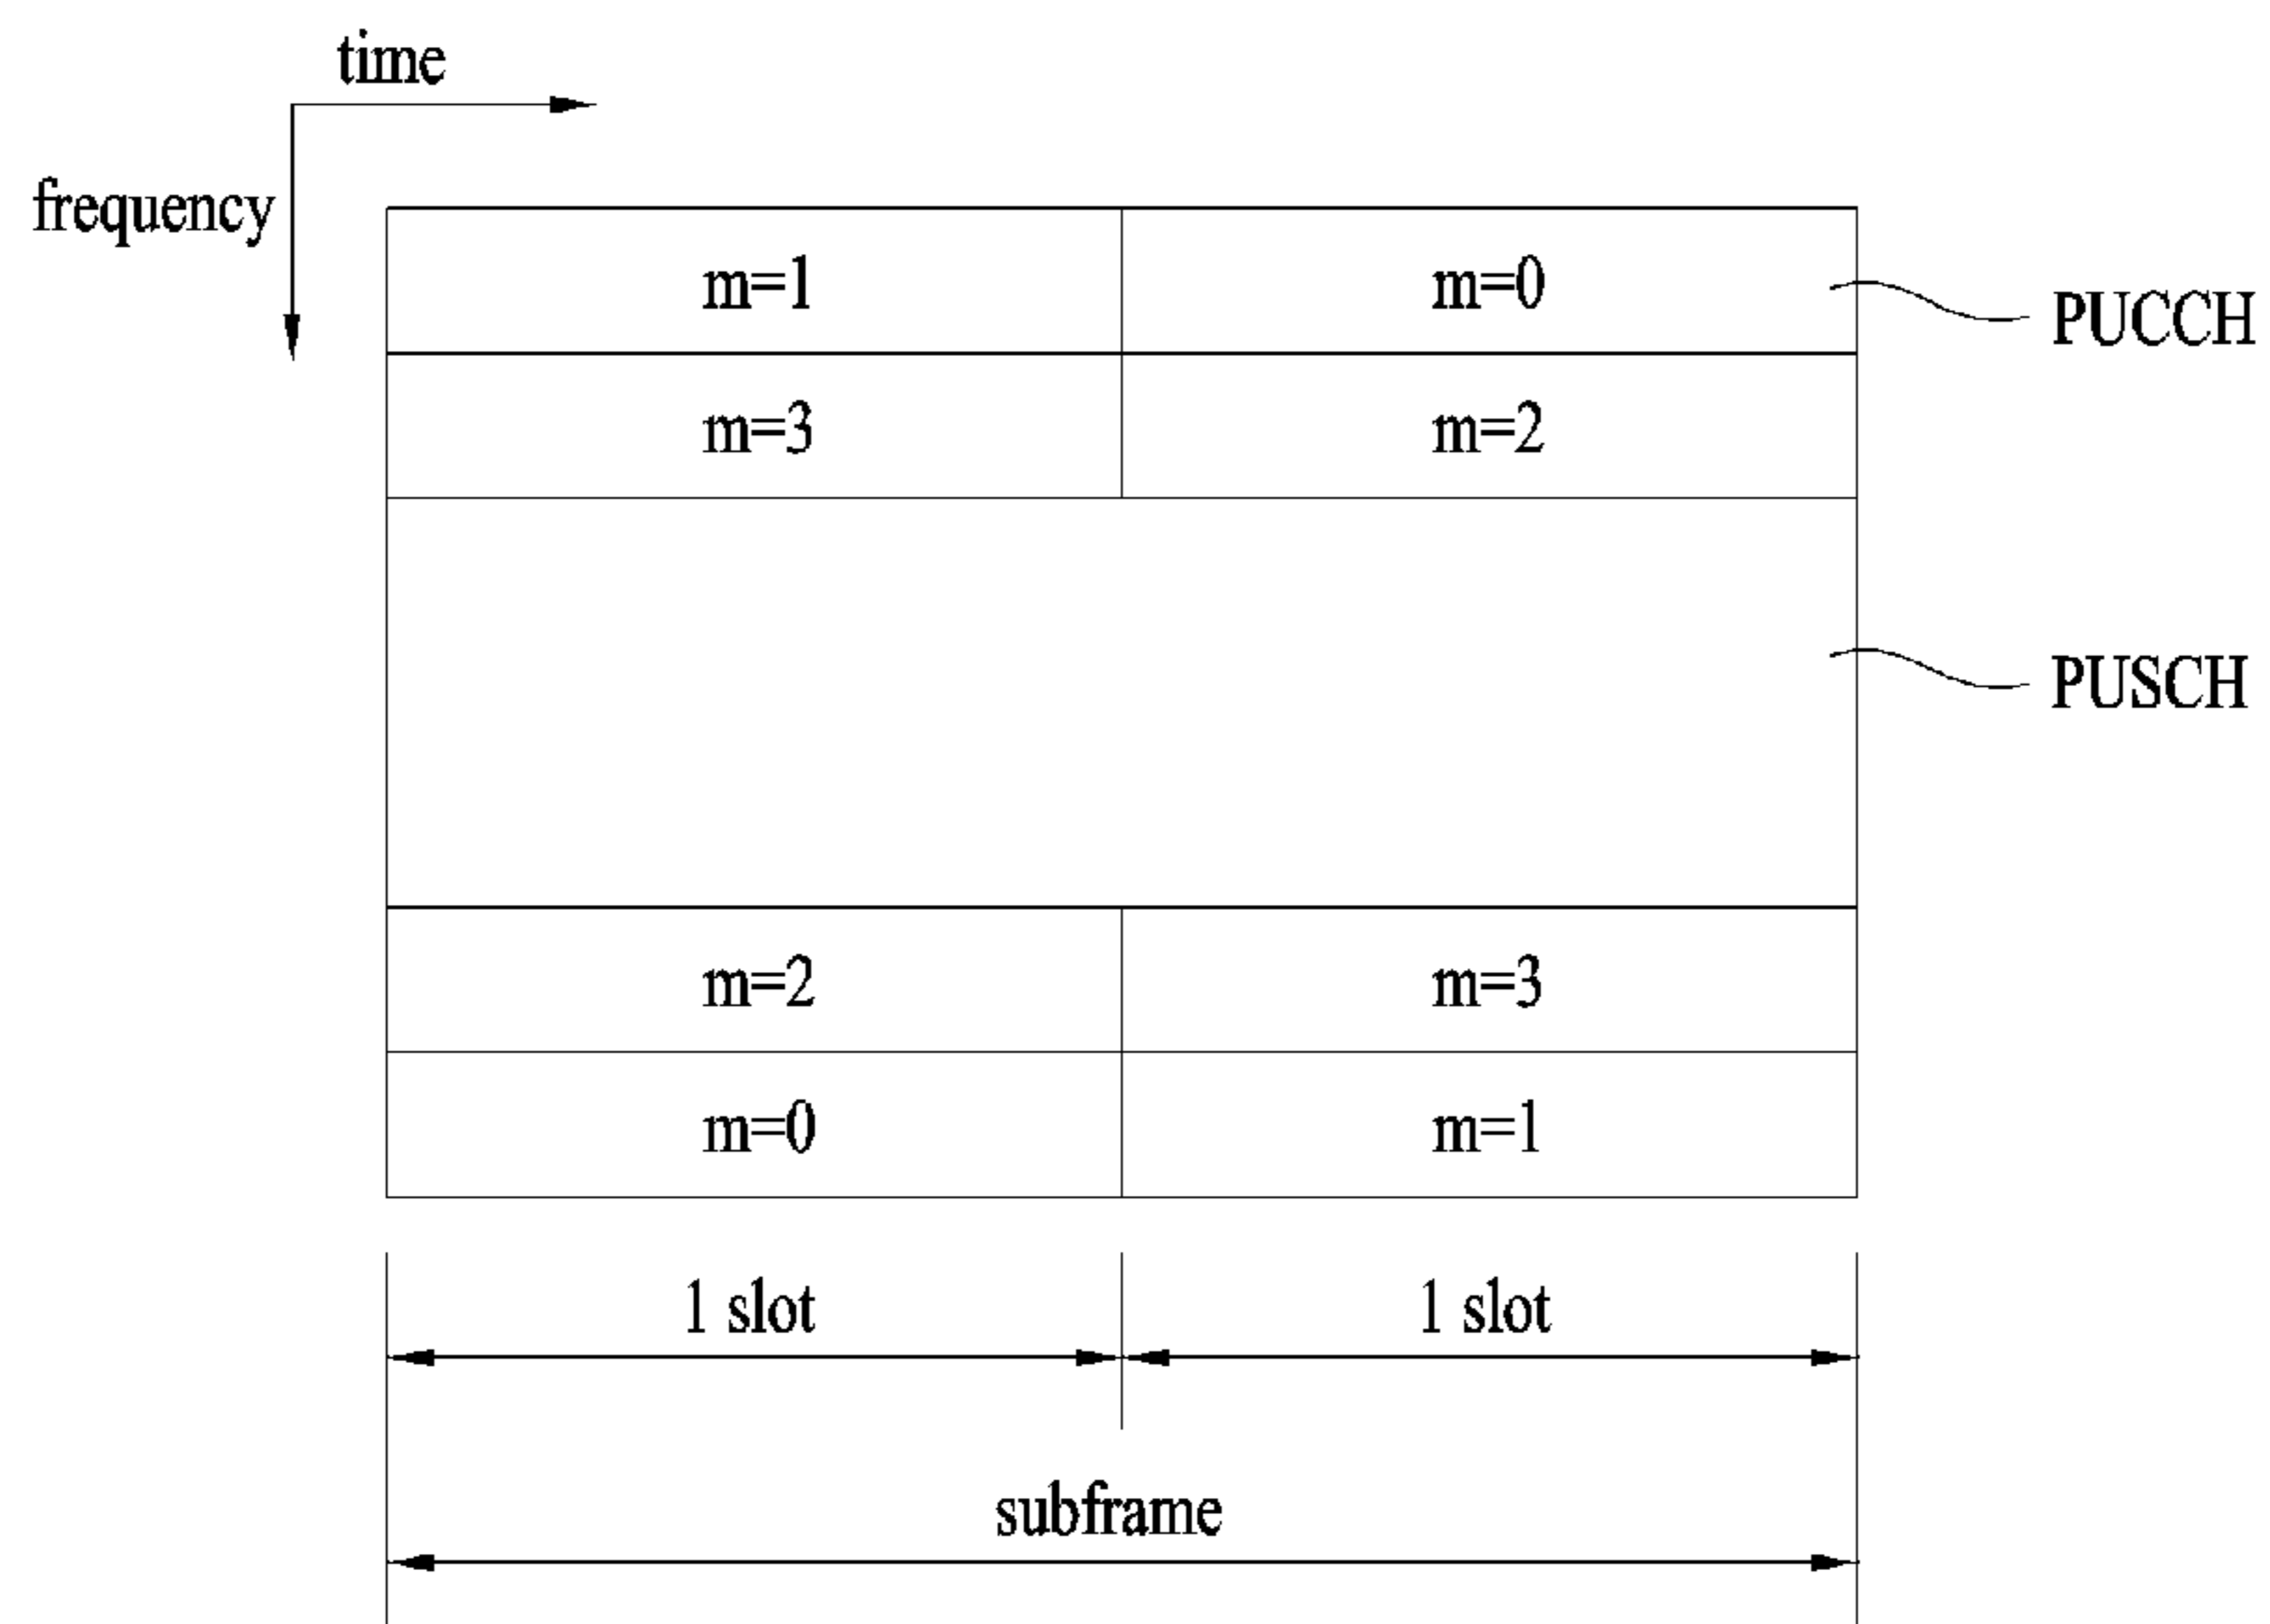 time
frequency
m=1 m=0
PUCCH
m=3 m=2
PUSCH
m=2 m=3
m=0 m=1
1 slot 1 slot
subframe